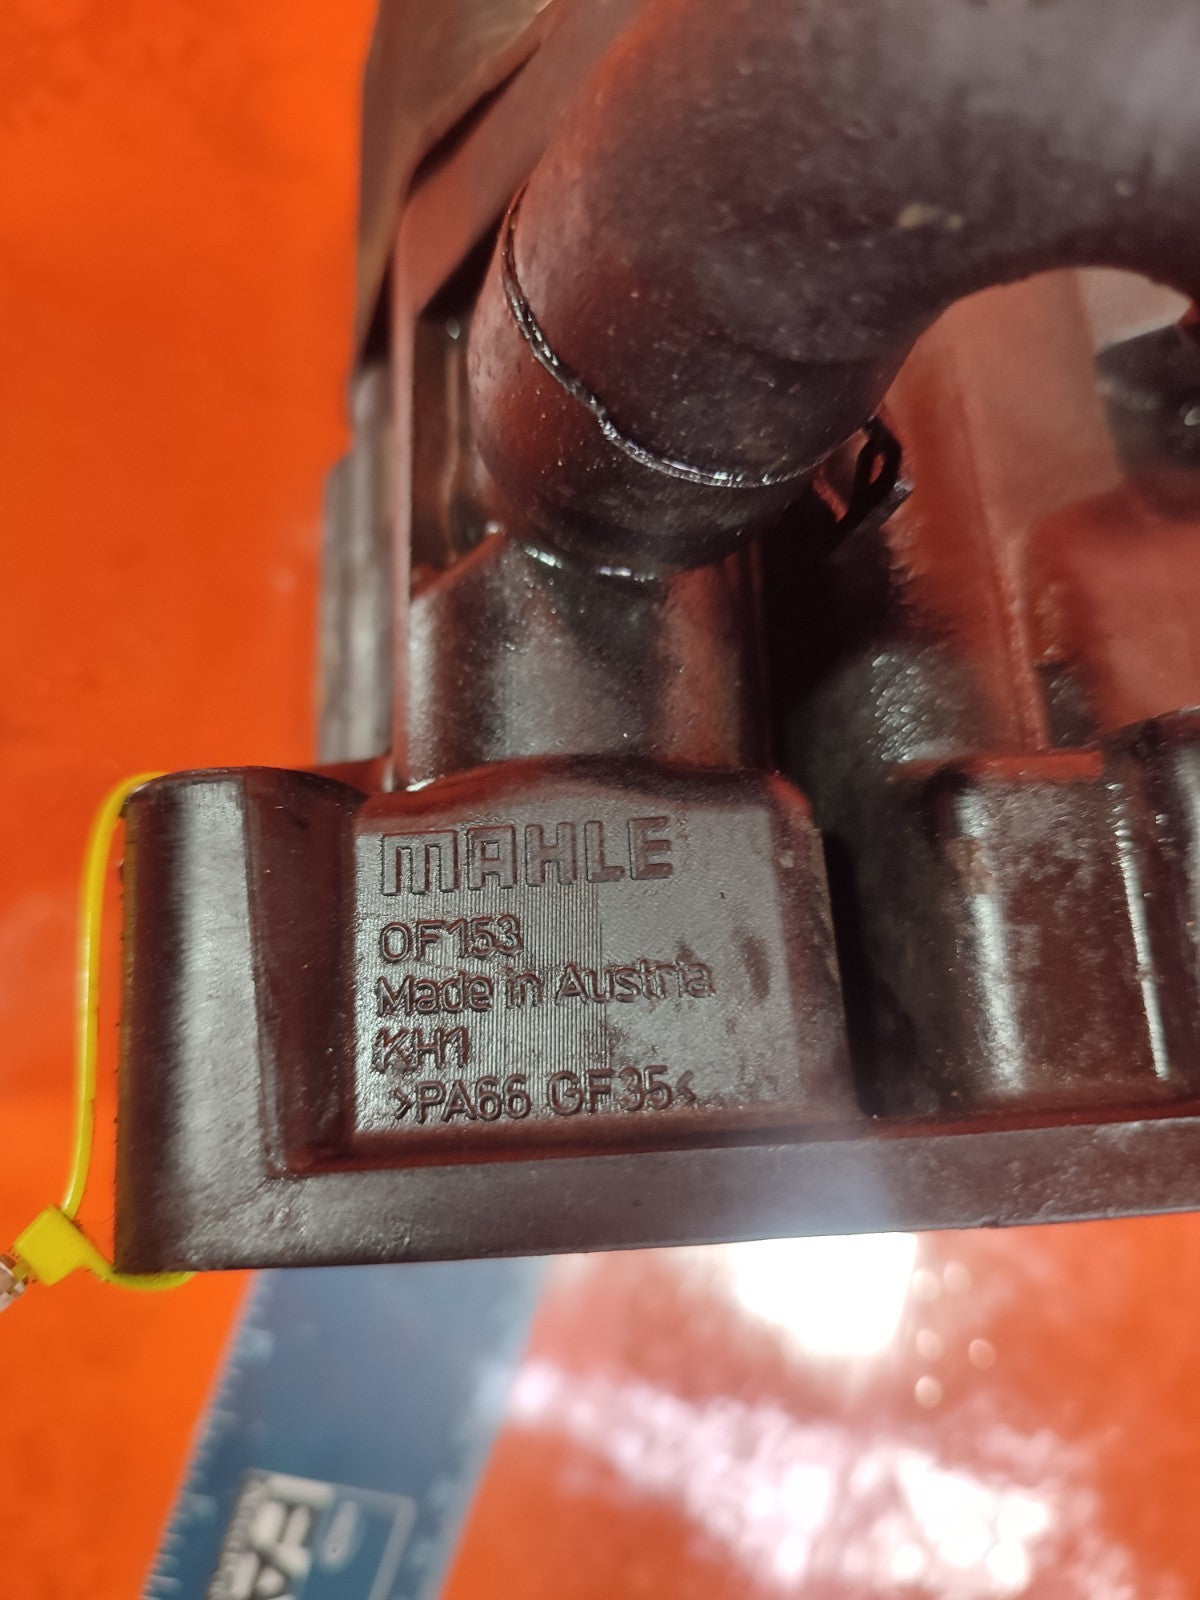 MAHLE
OF153
Made in Austria
KH1
>PA66 GF35<